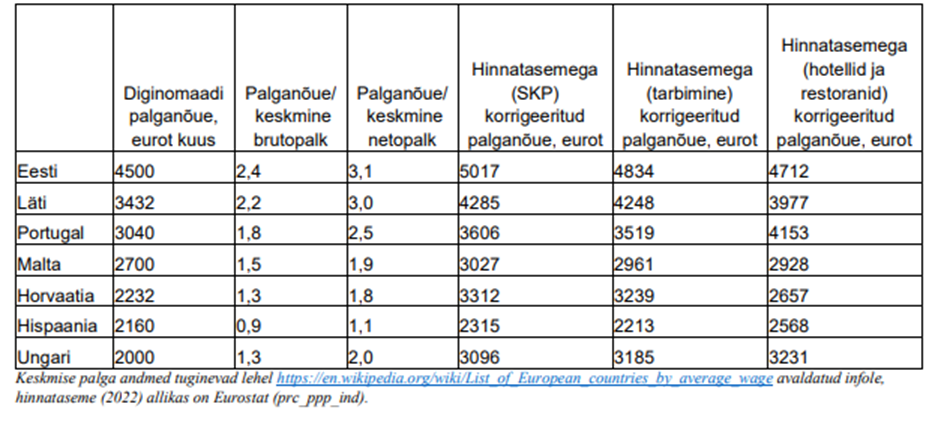 Diginomaadi palganõue, eurot kuus | Palganõue/ keskmine brutopalk | Palganõue/ keskmine netopalk | Hinnatasemega (SKP) korrigeeritud palganõue, eurot | Hinnatasemega (tarbimine) korrigeeritud palganõue, eurot | Hinnatasemega (hotellid ja restoranid) korrigeeritud palganõue, eurot
Eesti | 4500 | 2,4 | 3,1 | 5017 | 4834 | 4712
Läti | 3432 | 2,2 | 3,0 | 4285 | 4248 | 3977
Portugal | 3040 | 1,8 | 2,5 | 3606 | 3519 | 4153
Malta | 2700 | 1,5 | 1,9 | 3027 | 2961 | 2928
Horvaatia | 2232 | 1,3 | 1,8 | 3312 | 3239 | 2657
Hispaania | 2160 | 0,9 | 1,1 | 2315 | 2213 | 2568
Ungari | 2000 | 1,3 | 2,0 | 3096 | 3185 | 3231
Keskmise palga andmed tuginevad lehel https://en.wikipedia.org/wiki/List_of_European_countries_by_average_wage avaldatud infole,
hinnataseme (2022) allikas on Eurostat (prc_ppp_ind).